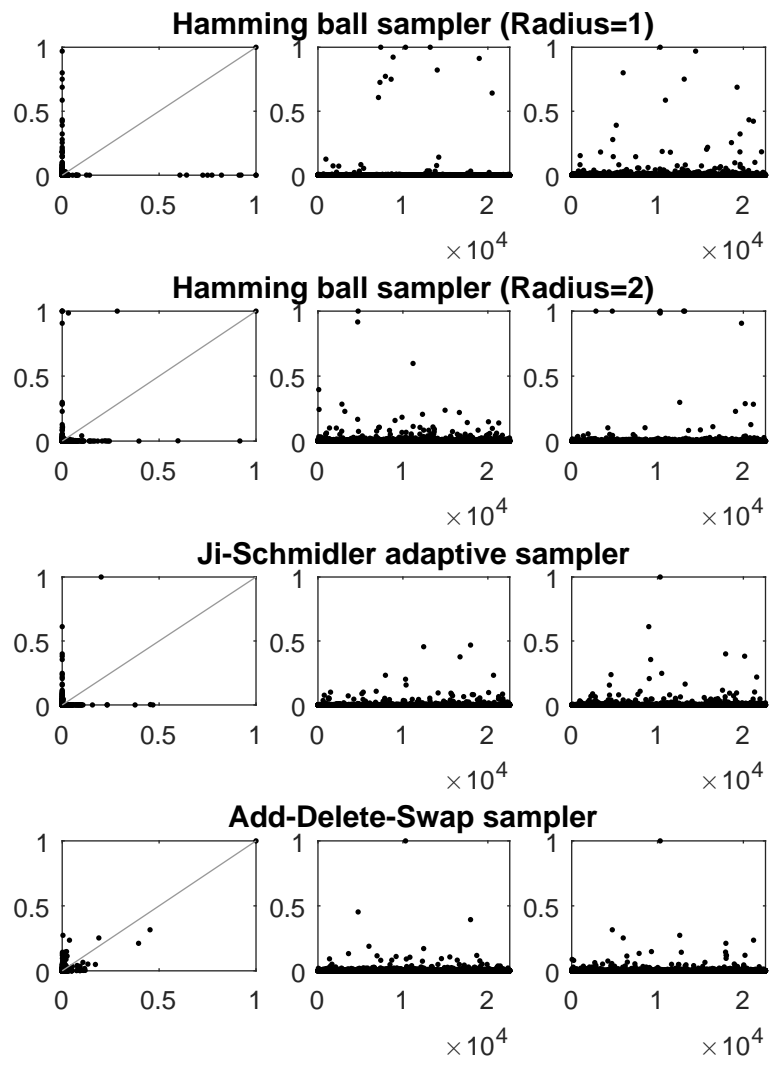 Hamming ball sampler (Radius=1)
1 1 1
0.5 0.5 0.5
0 0 0
0 0.5 1 0 1 2 0 1 2
×10^4 ×10^4
Hamming ball sampler (Radius=2)
1 1 1
0.5 0.5 0.5
0 0 0
0 0.5 1 0 1 2 0 1 2
×10^4 ×10^4
Ji-Schmidler adaptive sampler
1 1 1
0.5 0.5 0.5
0 0 0
0 0.5 1 0 1 2 0 1 2
×10^4 ×10^4
Add-Delete-Swap sampler
1 1 1
0.5 0.5 0.5
0 0 0
0 0.5 1 0 1 2 0 1 2
×10^4 ×10^4